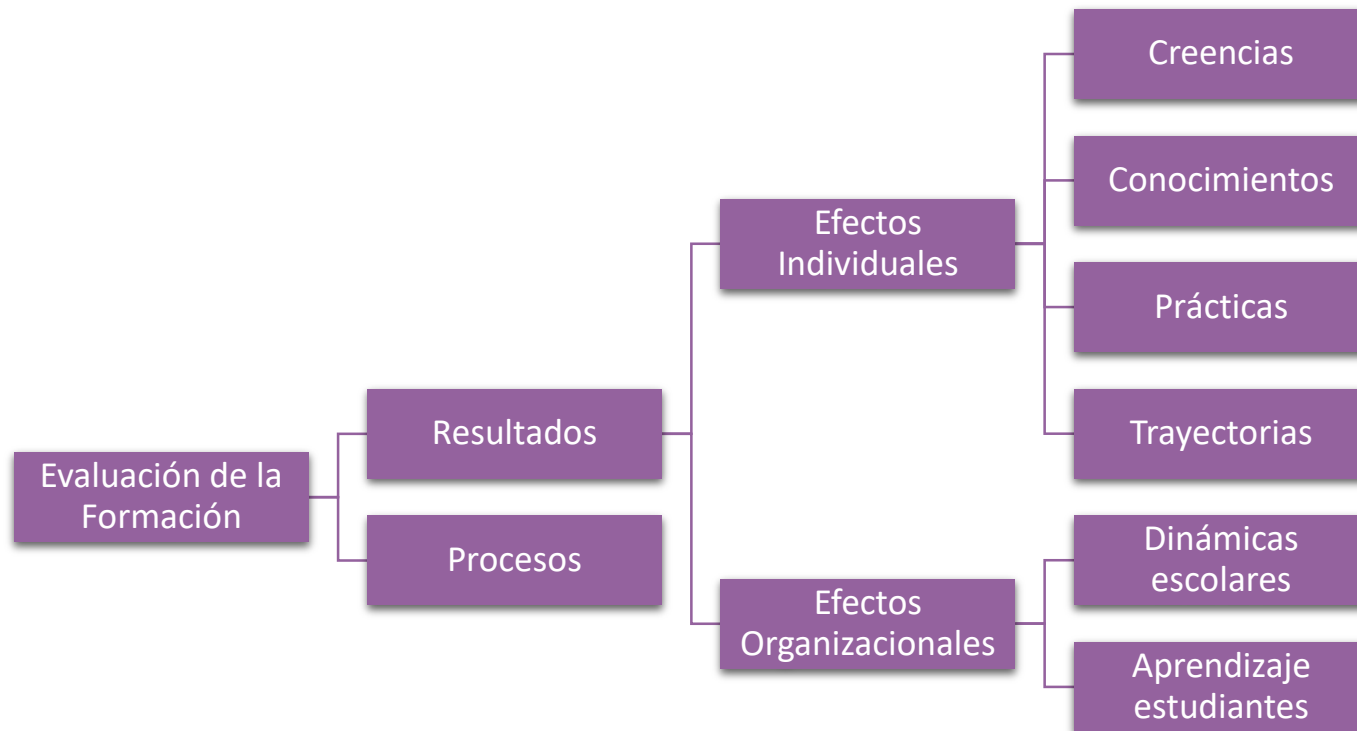 Evaluación de la
Formación
Resultados
Procesos
Efectos
Individuales
Efectos
Organizacionales
Creencias
Conocimientos
Prácticas
Trayectorias
Dinámicas
escolares
Aprendizaje
estudiantes